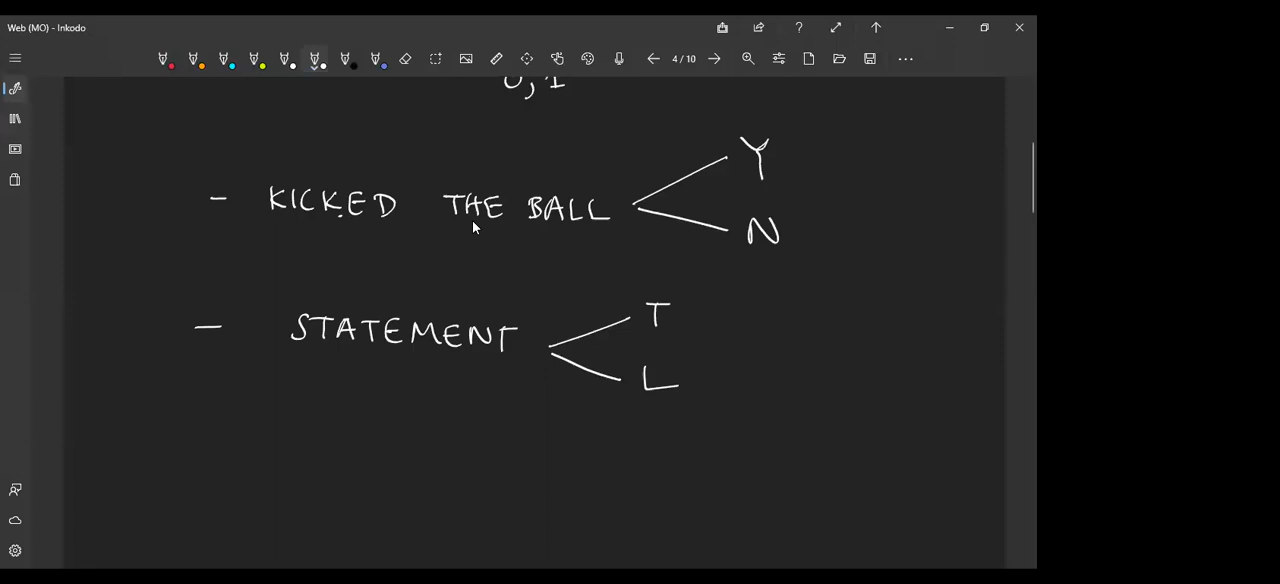 Web (MO) - Inkodo
4 / 10
- KICKED THE BALL
Y
N
- STATEMENT
T
L